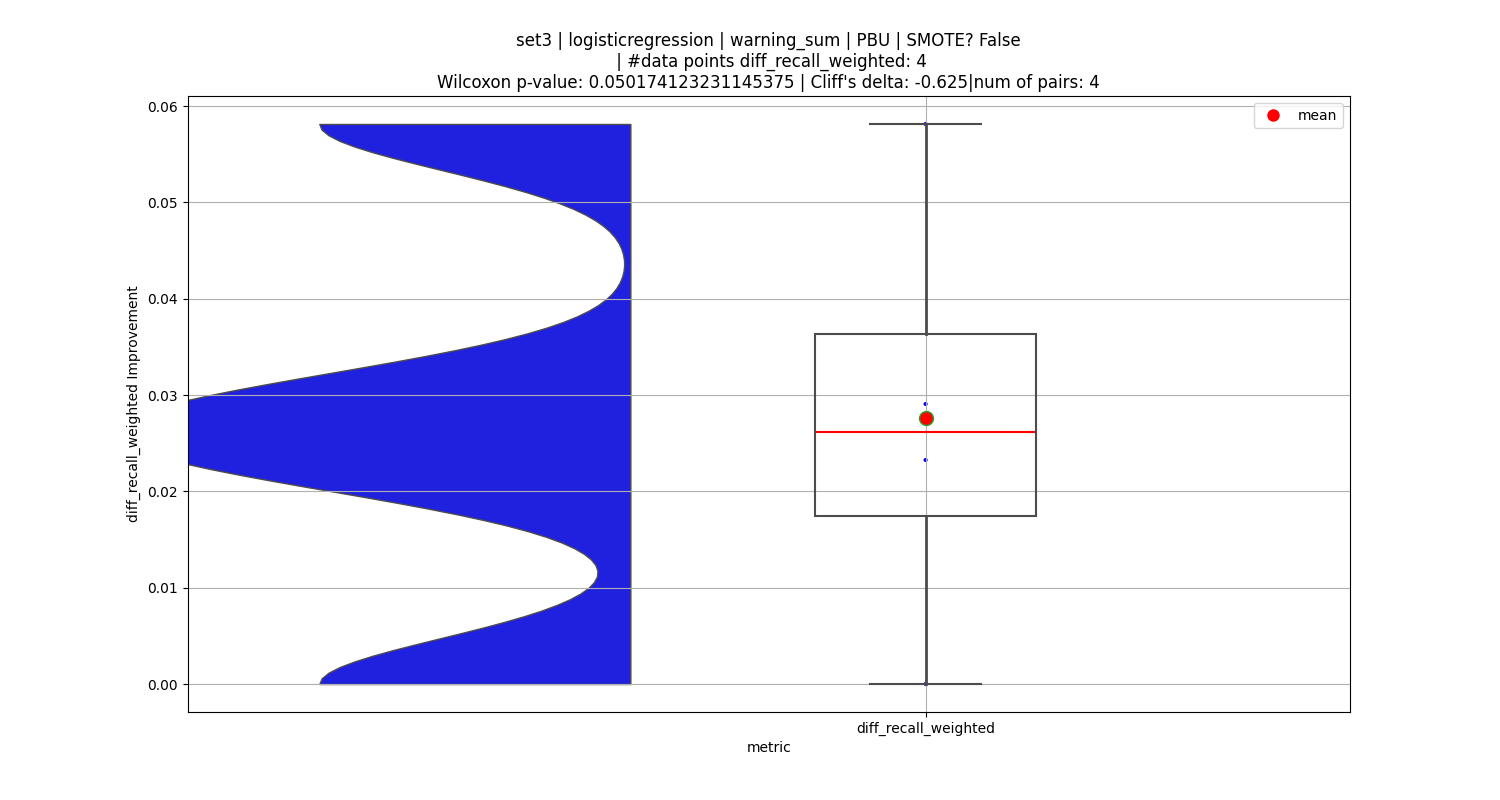 set3 | logisticregression | warning_sum | PBU | SMOTE? False
| #data points diff_recall_weighted: 4
Wilcoxon p-value: 0.050174123231145375 | Cliff's delta: -0.625|num of pairs: 4
mean
0.06
0.05
0.04
0.03
0.02
0.01
0.00
diff_recall_weighted Improvement
diff_recall_weighted
metric